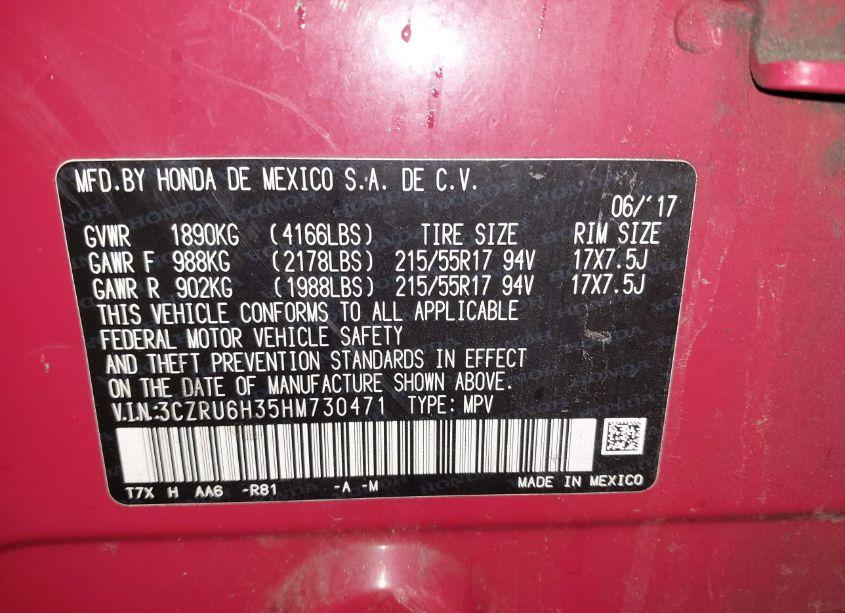 MFD.BY HONDA DE MEXICO S.A. DE C.V.
06/'17
GVWR 1890KG (4166LBS) TIRE SIZE RIM SIZE
GAWR F 988KG (2178LBS) 215/55R17 94V 17X7.5J
GAWR R 902KG (1988LBS) 215/55R17 94V 17X7.5J
THIS VEHICLE CONFORMS TO ALL APPLICABLE
FEDERAL MOTOR VEHICLE SAFETY
AND THEFT PREVENTION STANDARDS IN EFFECT
ON THE DATE OF MANUFACTURE SHOWN ABOVE.
V.I.N.:3CZRU6H35HM730471 TYPE: MPV
T7X H AA6 -R81 -A -M MADE IN MEXICO